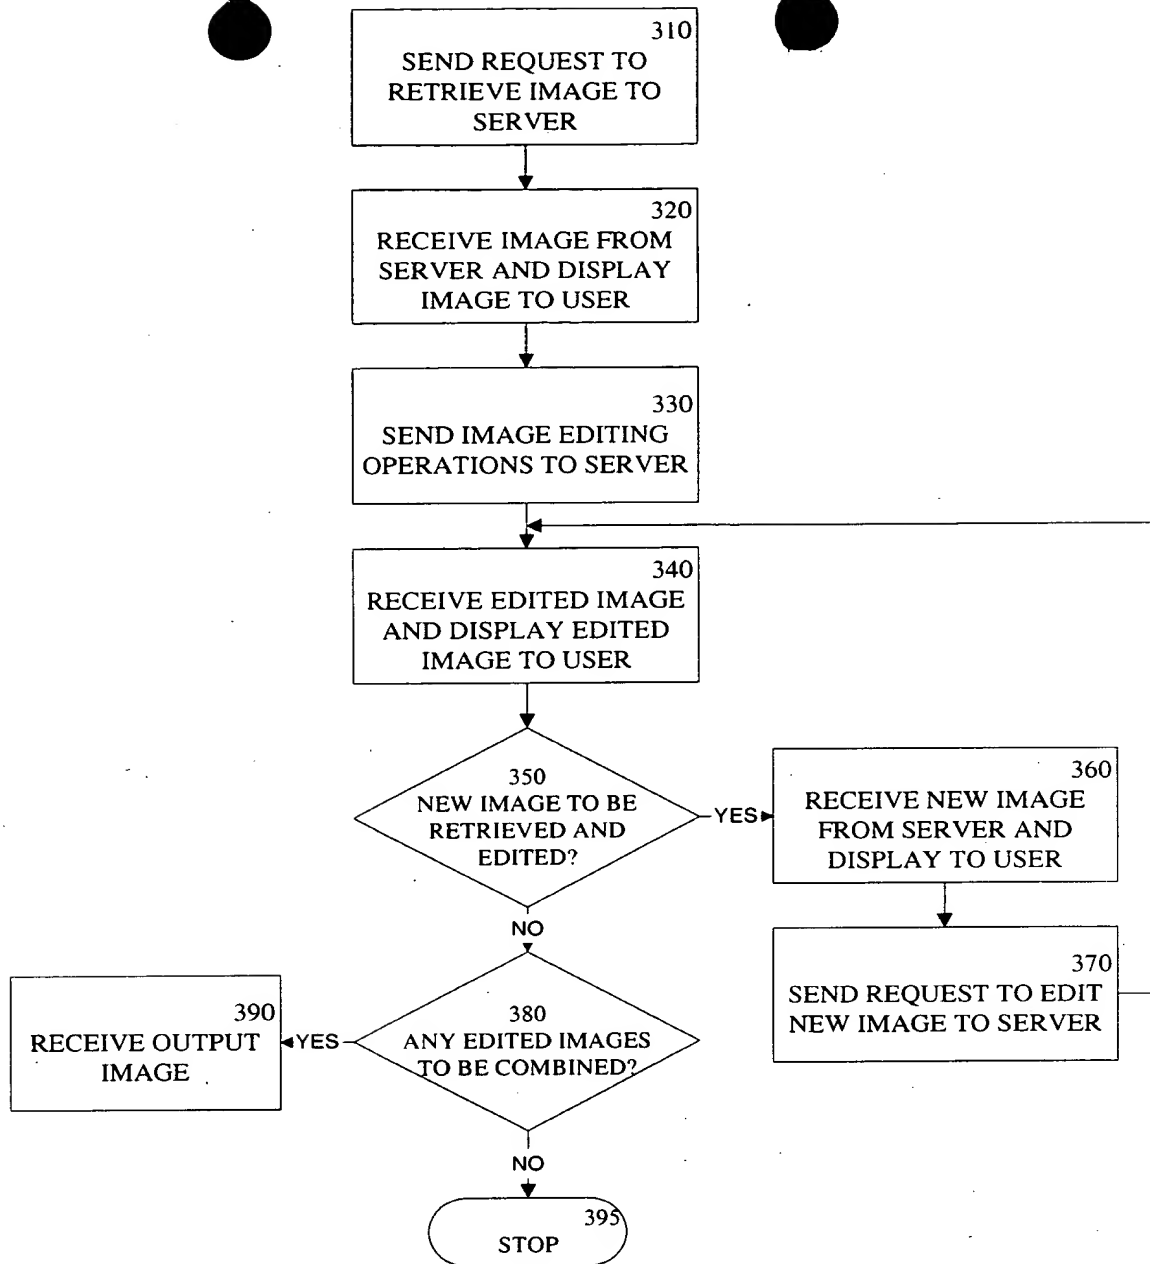 310
SEND REQUEST TO
RETRIEVE IMAGE TO
SERVER
320
RECEIVE IMAGE FROM
SERVER AND DISPLAY
IMAGE TO USER
330
SEND IMAGE EDITING
OPERATIONS TO SERVER
340
RECEIVE EDITED IMAGE
AND DISPLAY EDITED
IMAGE TO USER
350
NEW IMAGE TO BE
RETRIEVED AND
EDITED?
YES
360
RECEIVE NEW IMAGE
FROM SERVER AND
DISPLAY TO USER
370
SEND REQUEST TO EDIT
NEW IMAGE TO SERVER
NO
380
ANY EDITED IMAGES
TO BE COMBINED?
YES
390
RECEIVE OUTPUT
IMAGE
NO
395
STOP